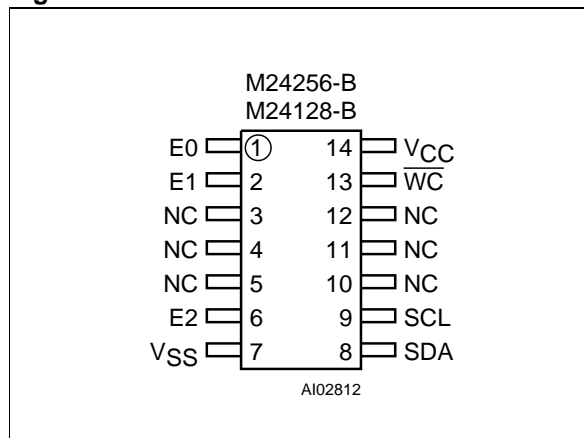 M24256-B
M24128-B
E0 1 14 VCC
E1 2 13 WC
NC 3 12 NC
NC 4 11 NC
NC 5 10 NC
E2 6 9 SCL
VSS 7 8 SDA
AI02812